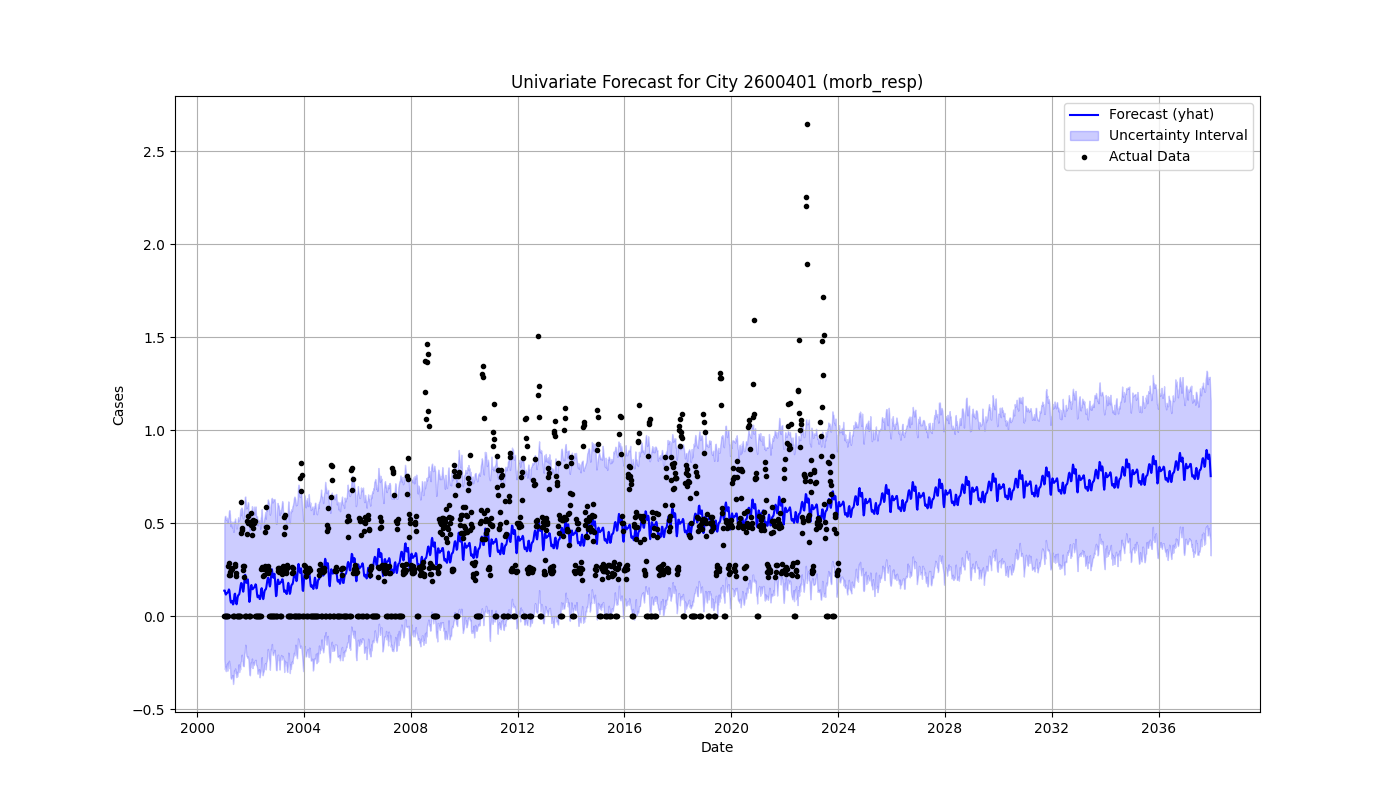 Univariate Forecast for City 2600401 (morb_resp)
Forecast (yhat)
Uncertainty Interval
Actual Data
Cases
2.5
2.0
1.5
1.0
0.5
0.0
−0.5
2000 2004 2008 2012 2016 2020 2024 2028 2032 2036
Date